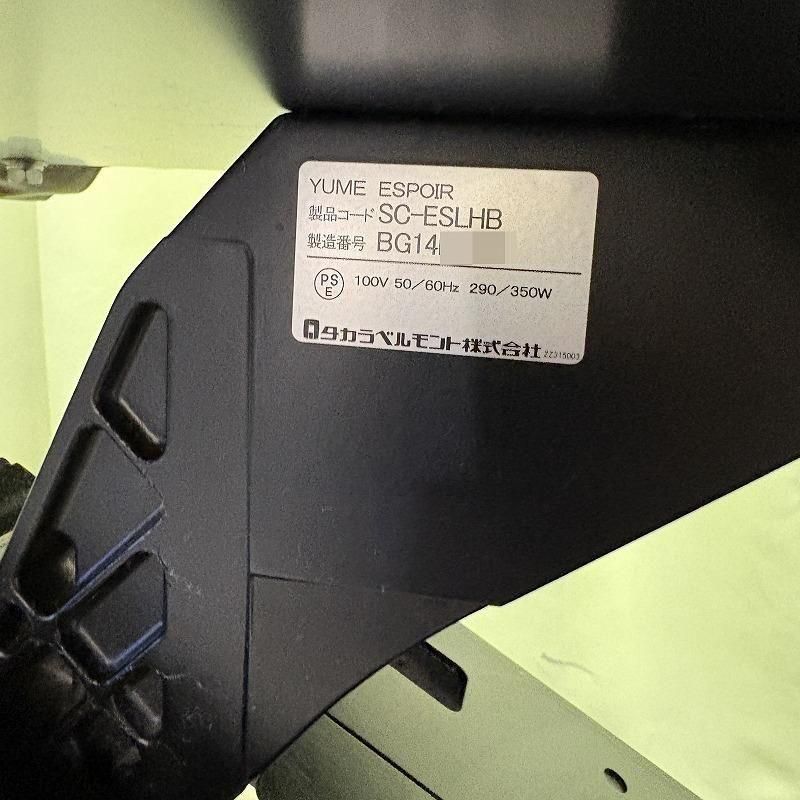 YUME ESPOIR
製品コード SC-ESLHB
製造番号 BG14
PS
E
100V 50/60Hz 290/350W
タカラベルモント株式会社
ZZ315003